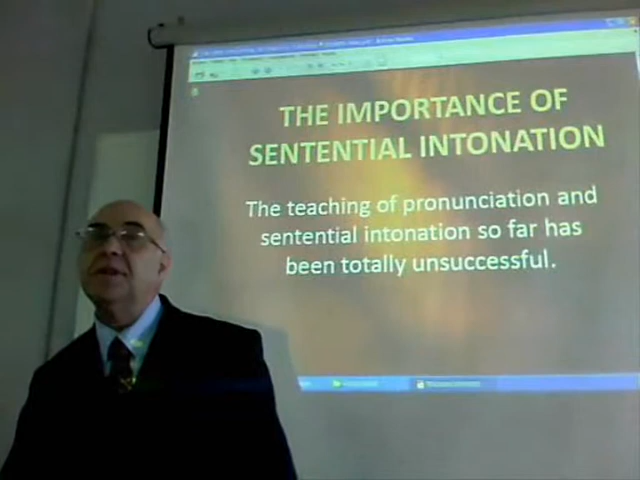 THE IMPORTANCE OF
SENTENTIAL INTONATION
The teaching of pronunciation and
sentential intonation so far has
been totally unsuccessful.